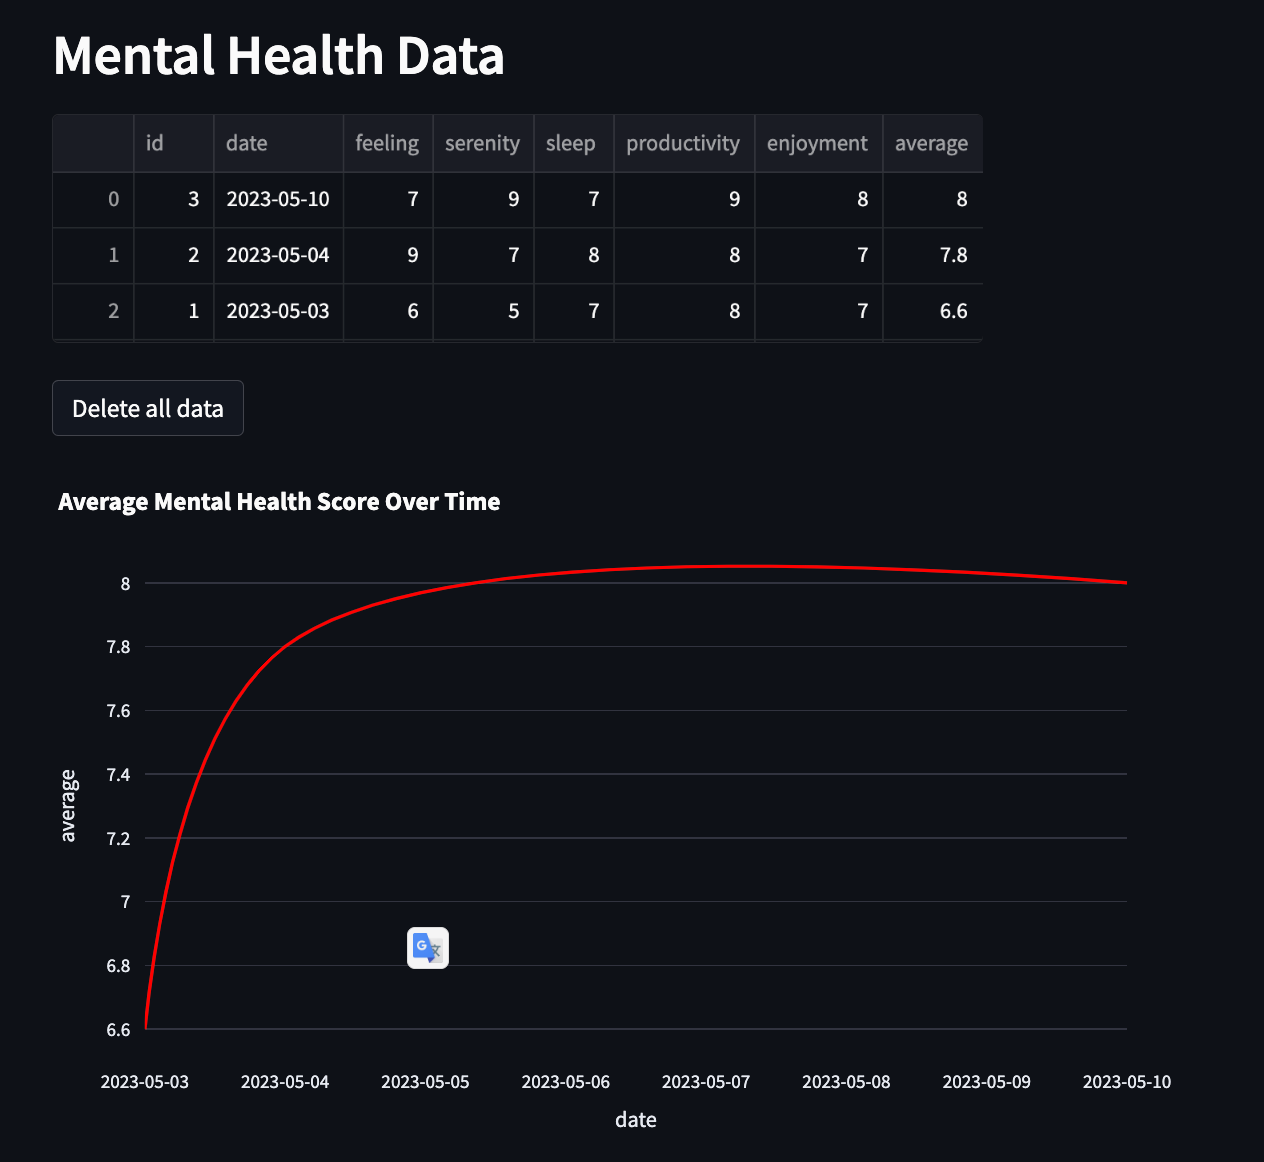 Mental Health Data
id date feeling serenity sleep productivity enjoyment average
0 3 2023-05-10 7 9 7 9 8 8
1 2 2023-05-04 9 7 8 8 7 7.8
2 1 2023-05-03 6 5 7 8 7 6.6
Delete all data
Average Mental Health Score Over Time
8
7.8
7.6
7.4
7.2
7
6.8
6.6
average
G 文
2023-05-03 2023-05-04 2023-05-05 2023-05-06 2023-05-07 2023-05-08 2023-05-09 2023-05-10
date